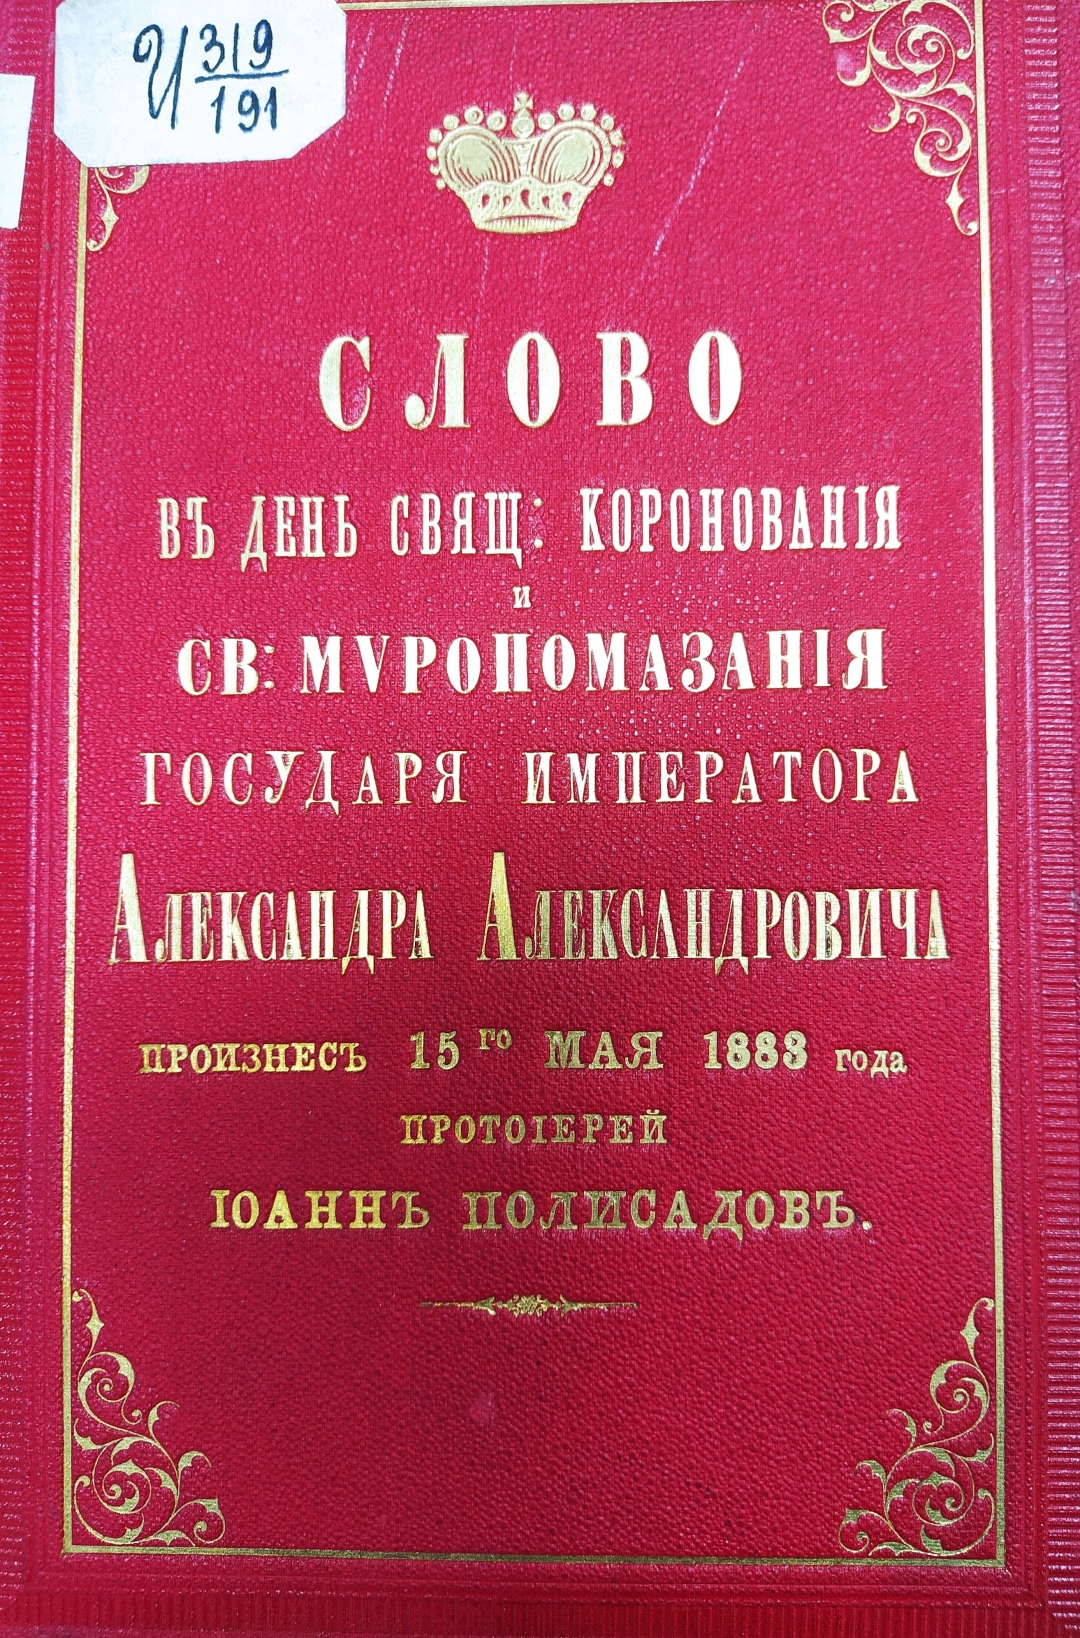 И 319
191
СЛОВО
ВЪ ДЕНЬ СВЯЩ: КОРОНОВАНІЯ
И
СВ: МѴРОПОМАЗАНІЯ
ГОСУДАРЯ ИМПЕРАТОРА
АЛЕКСАНДРА АЛЕКСАНДРОВИЧА
ПРОИЗНЕСЪ 15го МАЯ 1883 года
ПРОТОІЕРЕЙ
ІОАННЪ ПОЛИСАДОВЪ.